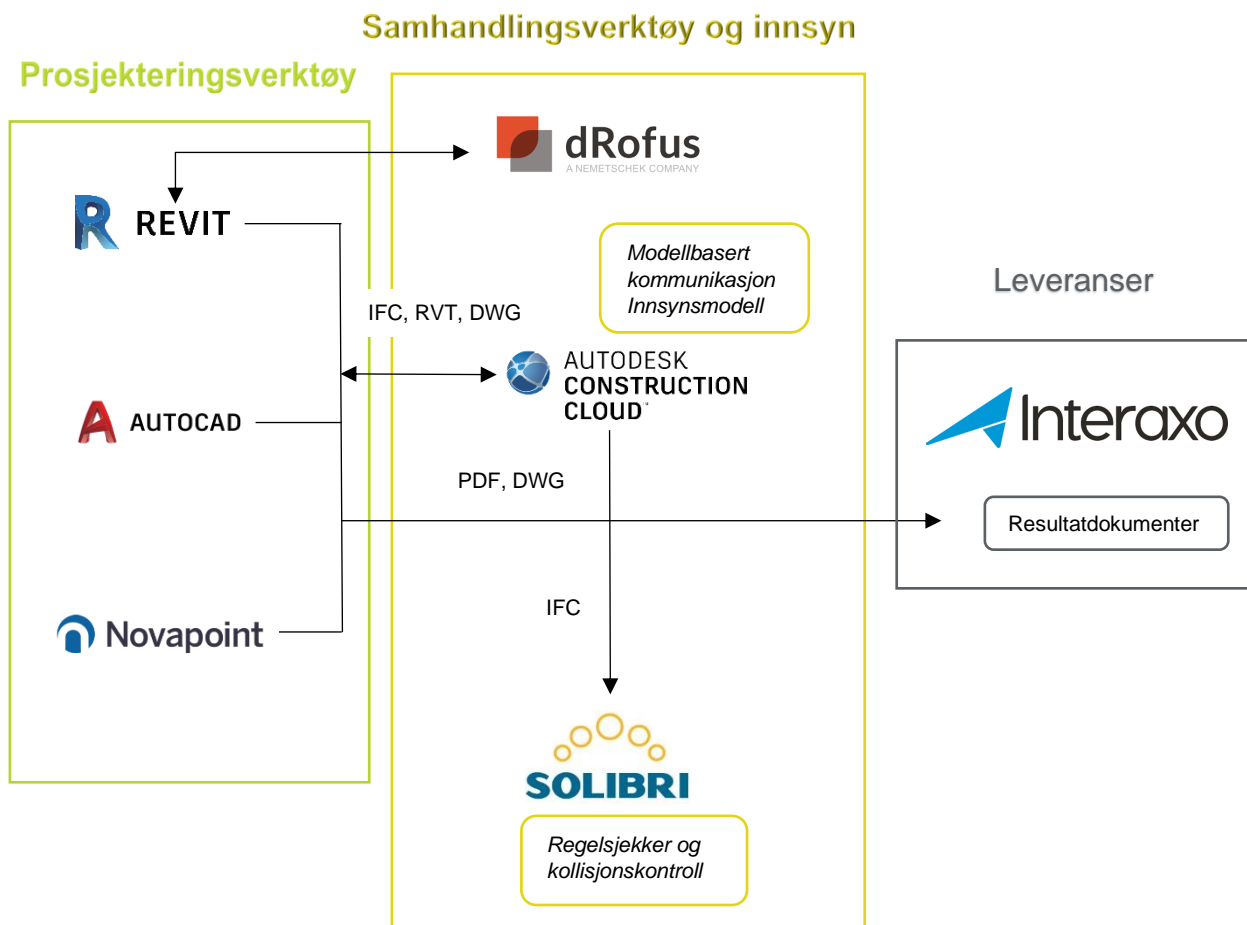 Samhandlingsverktøy og innsyn
Prosjekteringsverktøy
dRofus
A NEMETSCHEK COMPANY
REVIT
Modellbasert
kommunikasjon
Innsynsmodell
Leveranser
IFC, RVT, DWG
AUTODESK
CONSTRUCTION
CLOUD™
AUTOCAD
Interaxo
PDF, DWG
Resultatdokumenter
IFC
Novapoint
SOLIBRI
Regelsjekker og
kollisjonskontroll